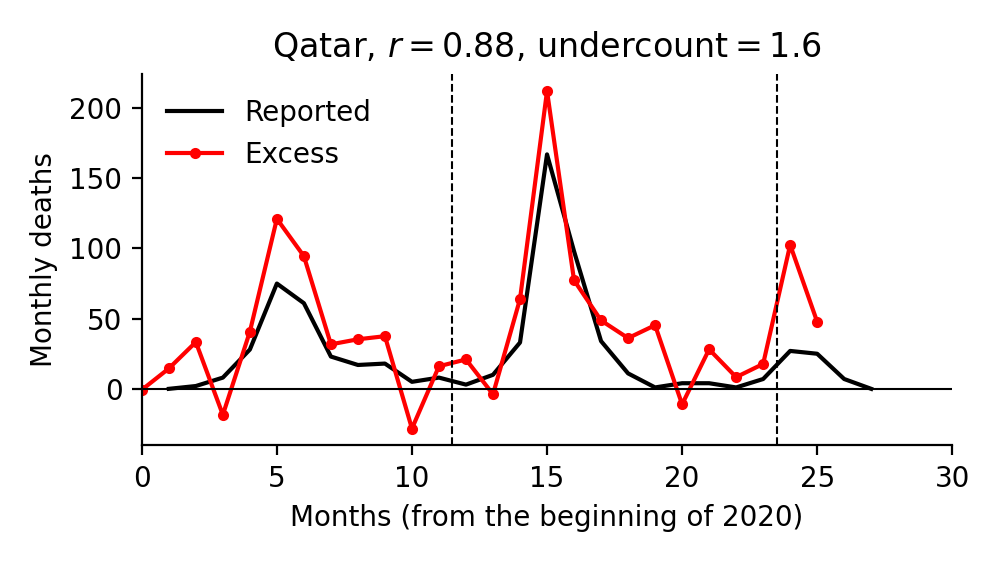 Qatar, r = 0.88, undercount = 1.6
Reported
Excess
Monthly deaths
200
150
100
50
0
0 5 10 15 20 25 30
Months (from the beginning of 2020)